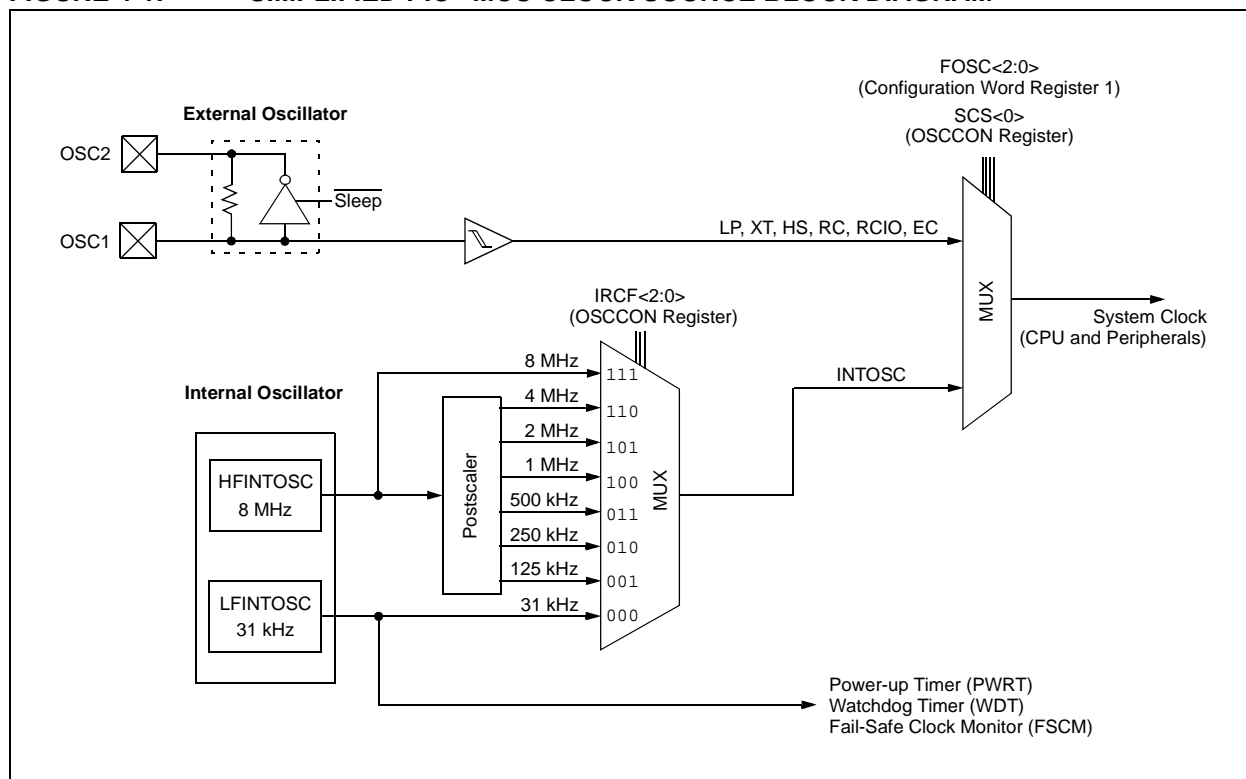 FOSC<2:0>
(Configuration Word Register 1)
SCS<0>
(OSCCON Register)
External Oscillator
OSC2
Sleep
OSC1
LP, XT, HS, RC, RCIO, EC
IRCF<2:0>
(OSCCON Register)
MUX
System Clock
(CPU and Peripherals)
8 MHz
111
INTOSC
Internal Oscillator
4 MHz
110
2 MHz
101
HFINTOSC
8 MHz
Postscaler
1 MHz
100
MUX
500 kHz
011
250 kHz
010
125 kHz
001
LFINTOSC
31 kHz
31 kHz
000
Power-up Timer (PWRT)
Watchdog Timer (WDT)
Fail-Safe Clock Monitor (FSCM)